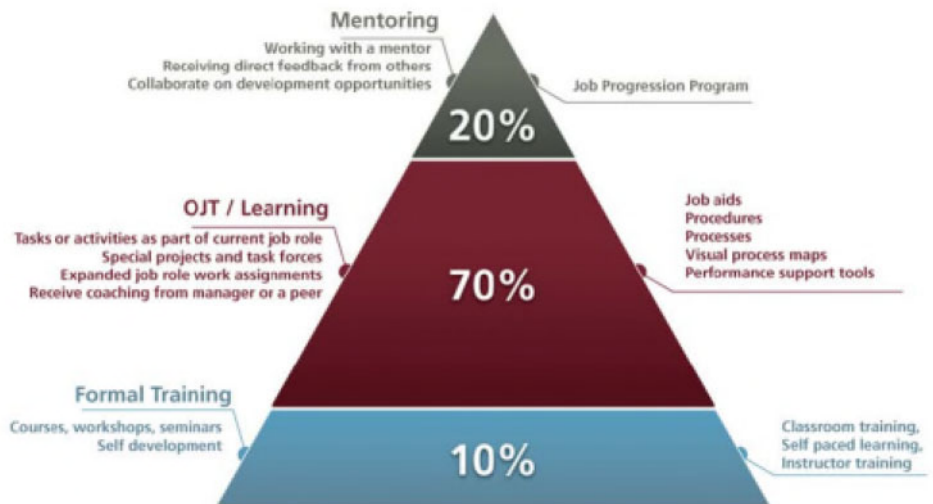 Mentoring
Working with a mentor
Receiving direct feedback from others
Collaborate on development opportunities
Job Progression Program
20%
OJT / Learning
Tasks or activities as part of current job role
Special projects and task forces
Expanded job role work assignments
Receive coaching from manager or a peer
70%
Job aids
Procedures
Processes
Visual process maps
Performance support tools
Formal Training
Courses, workshops, seminars
Self development
10%
Classroom training,
Self paced learning,
Instructor training